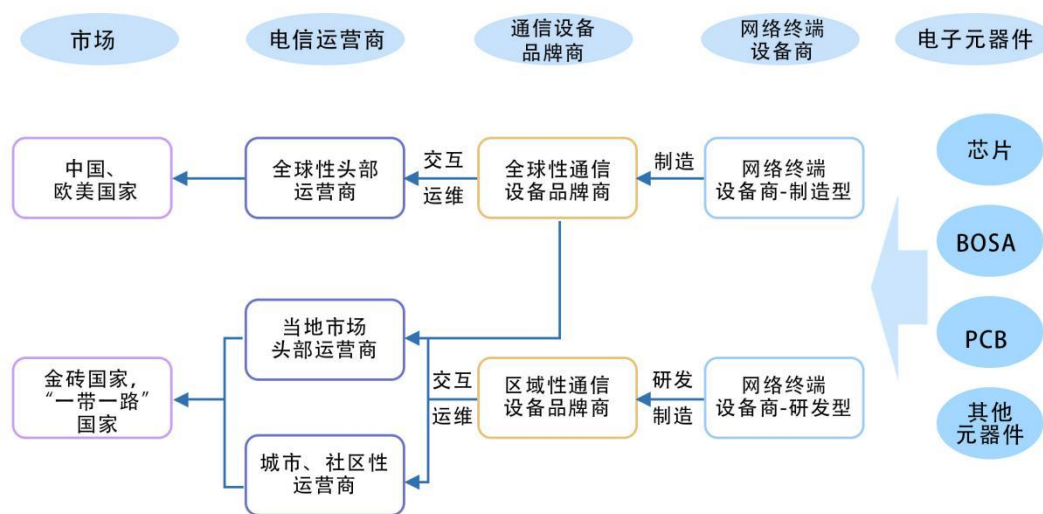 市场
电信运营商
通信设备
品牌商
网络终端
设备商
电子元器件
中国、
欧美国家
全球性头部
运营商
交互
运维
全球性通信
设备品牌商
制造
网络终端
设备商-制造型
芯片
BOSA
当地市场
头部运营商
PCB
金砖国家，
“一带一路”
国家
交互
运维
区域性通信
设备品牌商
研发
制造
网络终端
设备商-研发型
其他
元器件
城市、社区性
运营商